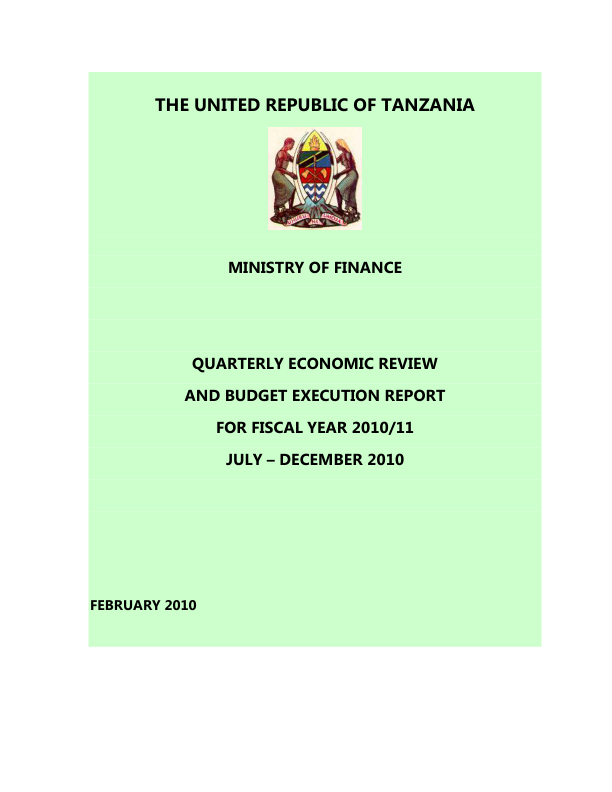 THE UNITED REPUBLIC OF TANZANIA
UHURU NA UMOJA
MINISTRY OF FINANCE
QUARTERLY ECONOMIC REVIEW
AND BUDGET EXECUTION REPORT
FOR FISCAL YEAR 2010/11
JULY – DECEMBER 2010
FEBRUARY 2010